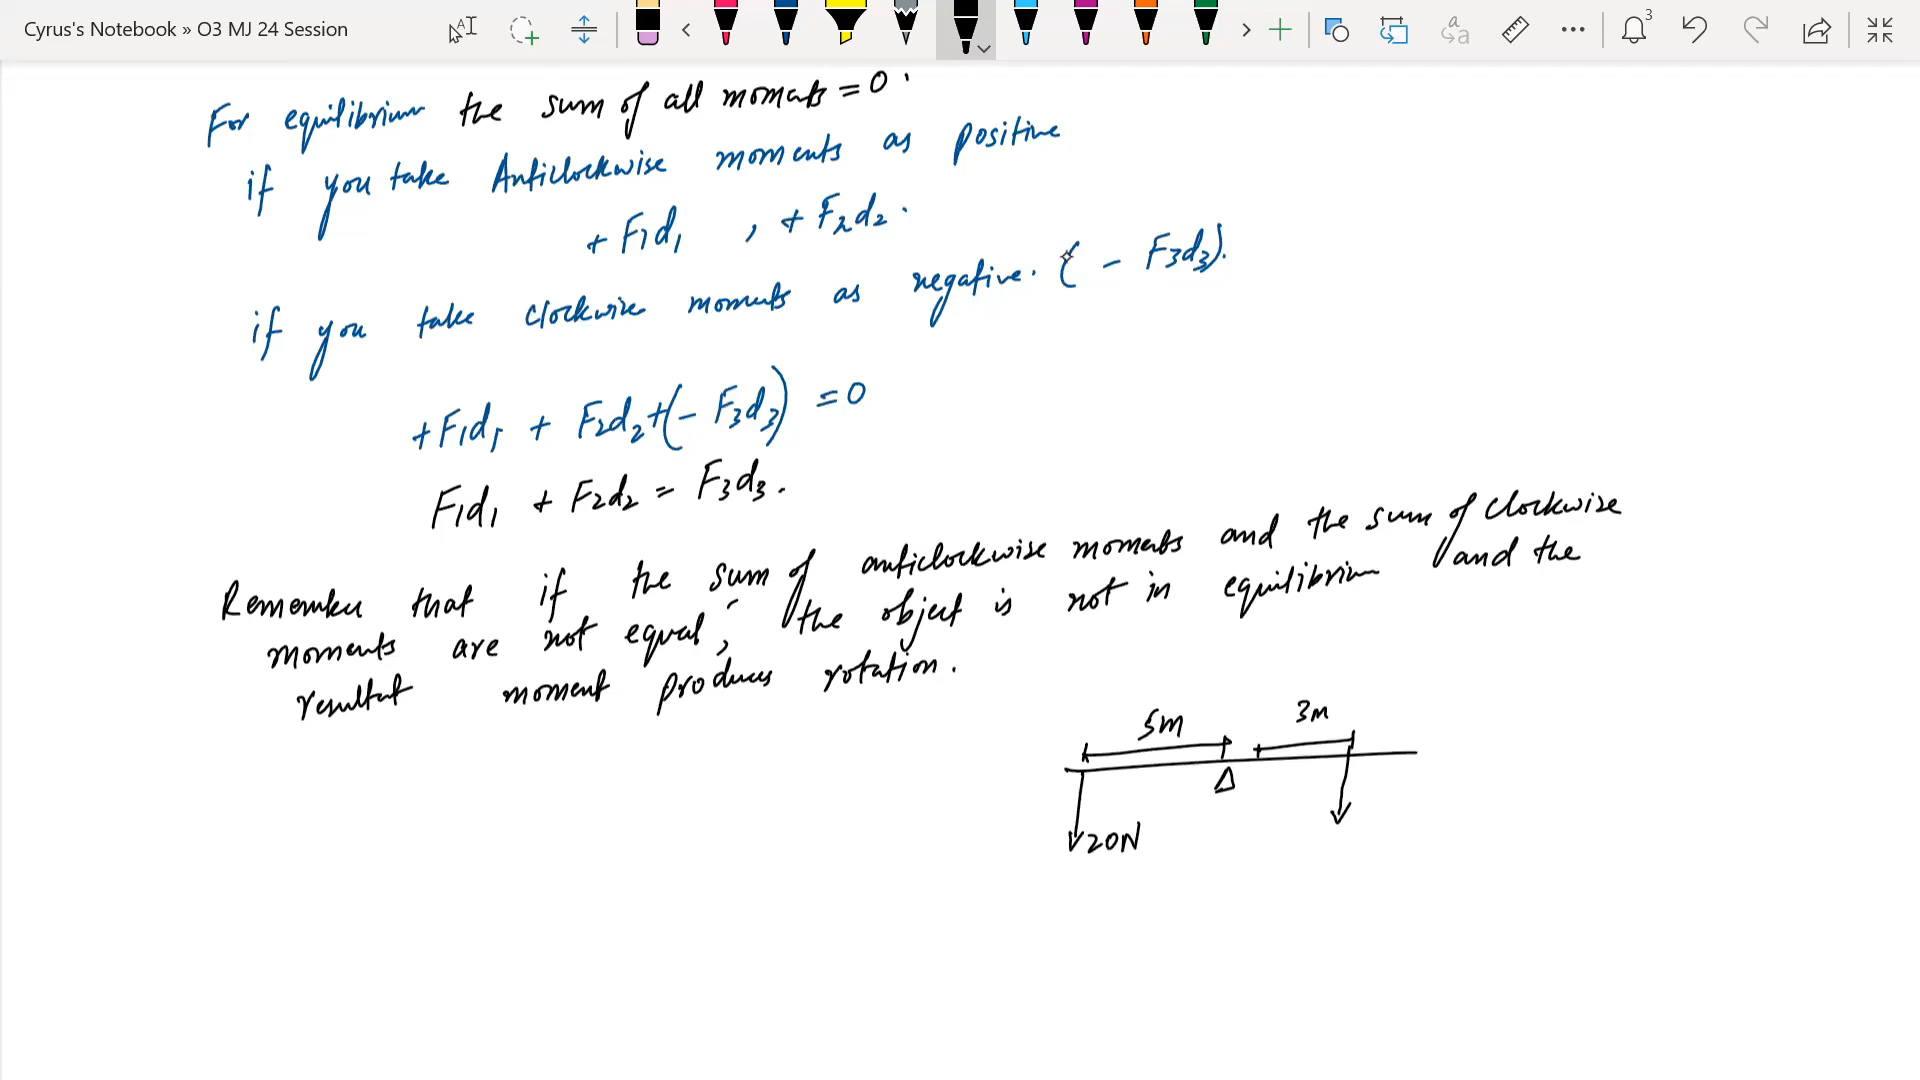 Cyrus's Notebook » O3 MJ 24 Session
3
For equilibrium the sum of all moments = 0.
if you take Anticlockwise moments as positive
+ F1d1 , + F2d2.
if you take clockwise moments as negative. ( - F3d3).
+F1d1 + F2d2+(- F3d3) = 0
F1d1 + F2d2 = F3d3.
Remember that if the sum of anticlockwise moments and the sum of clockwise
moments are not equal, the object is not in equilibrium and the
resultat moment produces rotation.
5m 3m
20N